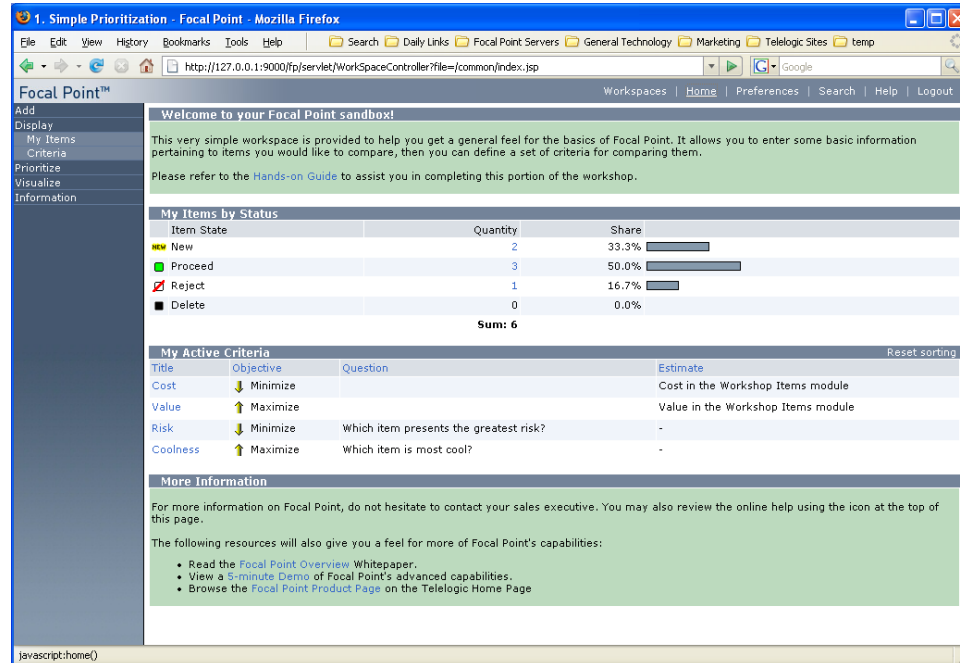 1. Simple Prioritization - Focal Point - Mozilla Firefox
File Edit View History Bookmarks Tools Help Search Daily Links Focal Point Servers General Technology Marketing Telelogic Sites temp
http://127.0.0.1:9000/fp/servlet/WorkSpaceController?file=/common/index.jsp G Google
Focal Point™ Workspaces | Home | Preferences | Search | Help | Logout
Add
Display
My Items
Criteria
Prioritize
Visualize
Information
Welcome to your Focal Point sandbox!
This very simple workspace is provided to help you get a general feel for the basics of Focal Point. It allows you to enter some basic information
pertaining to items you would like to compare, then you can define a set of criteria for comparing them.
Please refer to the Hands-on Guide to assist you in completing this portion of the workshop.
My Items by Status
Item State Quantity Share
NEW New 2 33.3%
Proceed 3 50.0%
Reject 1 16.7%
Delete 0 0.0%
Sum: 6
My Active Criteria Reset sorting
Title Objective Question Estimate
Cost Minimize Cost in the Workshop Items module
Value Maximize Value in the Workshop Items module
Risk Minimize Which item presents the greatest risk? -
Coolness Maximize Which item is most cool? -
More Information
For more information on Focal Point, do not hesitate to contact your sales executive. You may also review the online help using the icon at the top of
this page.
The following resources will also give you a feel for more of Focal Point's capabilities:
• Read the Focal Point Overview Whitepaper.
• View a 5-minute Demo of Focal Point's advanced capabilities.
• Browse the Focal Point Product Page on the Telelogic Home Page
javascript:home()